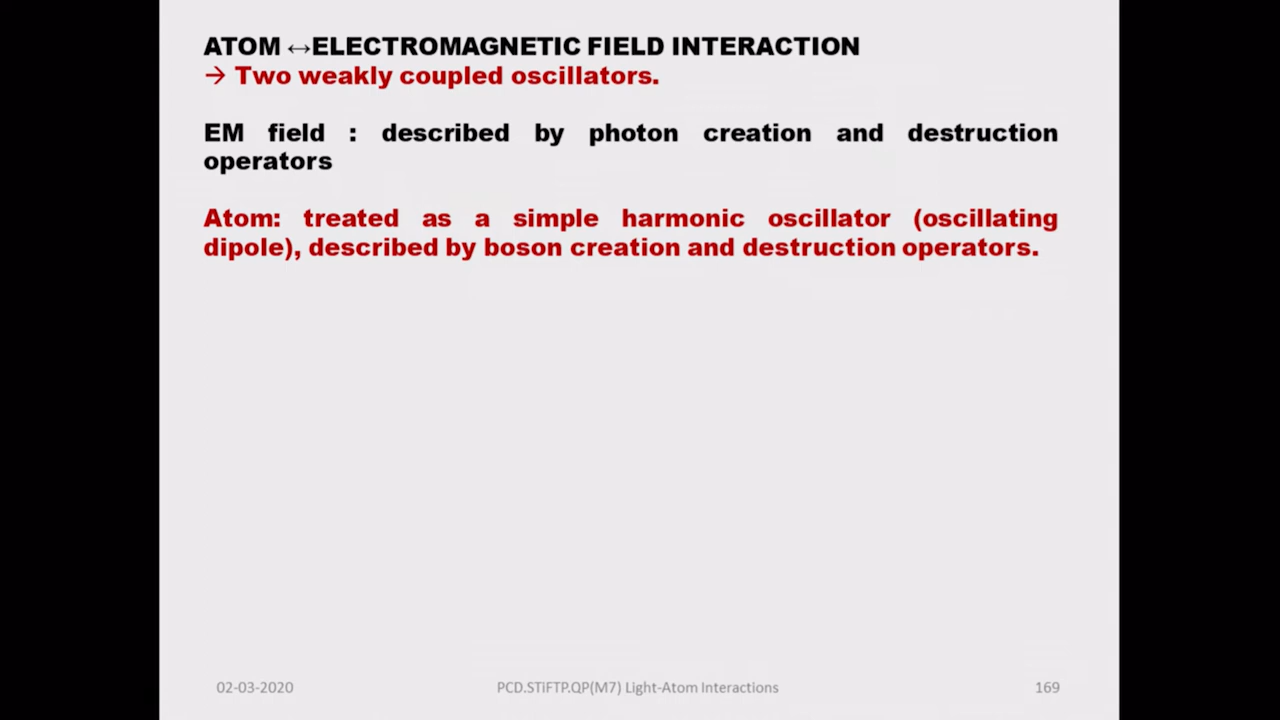 ATOM ↔ELECTROMAGNETIC FIELD INTERACTION
→ Two weakly coupled oscillators.
EM field : described by photon creation and destruction
operators
Atom: treated as a simple harmonic oscillator (oscillating
dipole), described by boson creation and destruction operators.
02-03-2020 PCD.STiFTP.QP(M7) Light-Atom Interactions 169